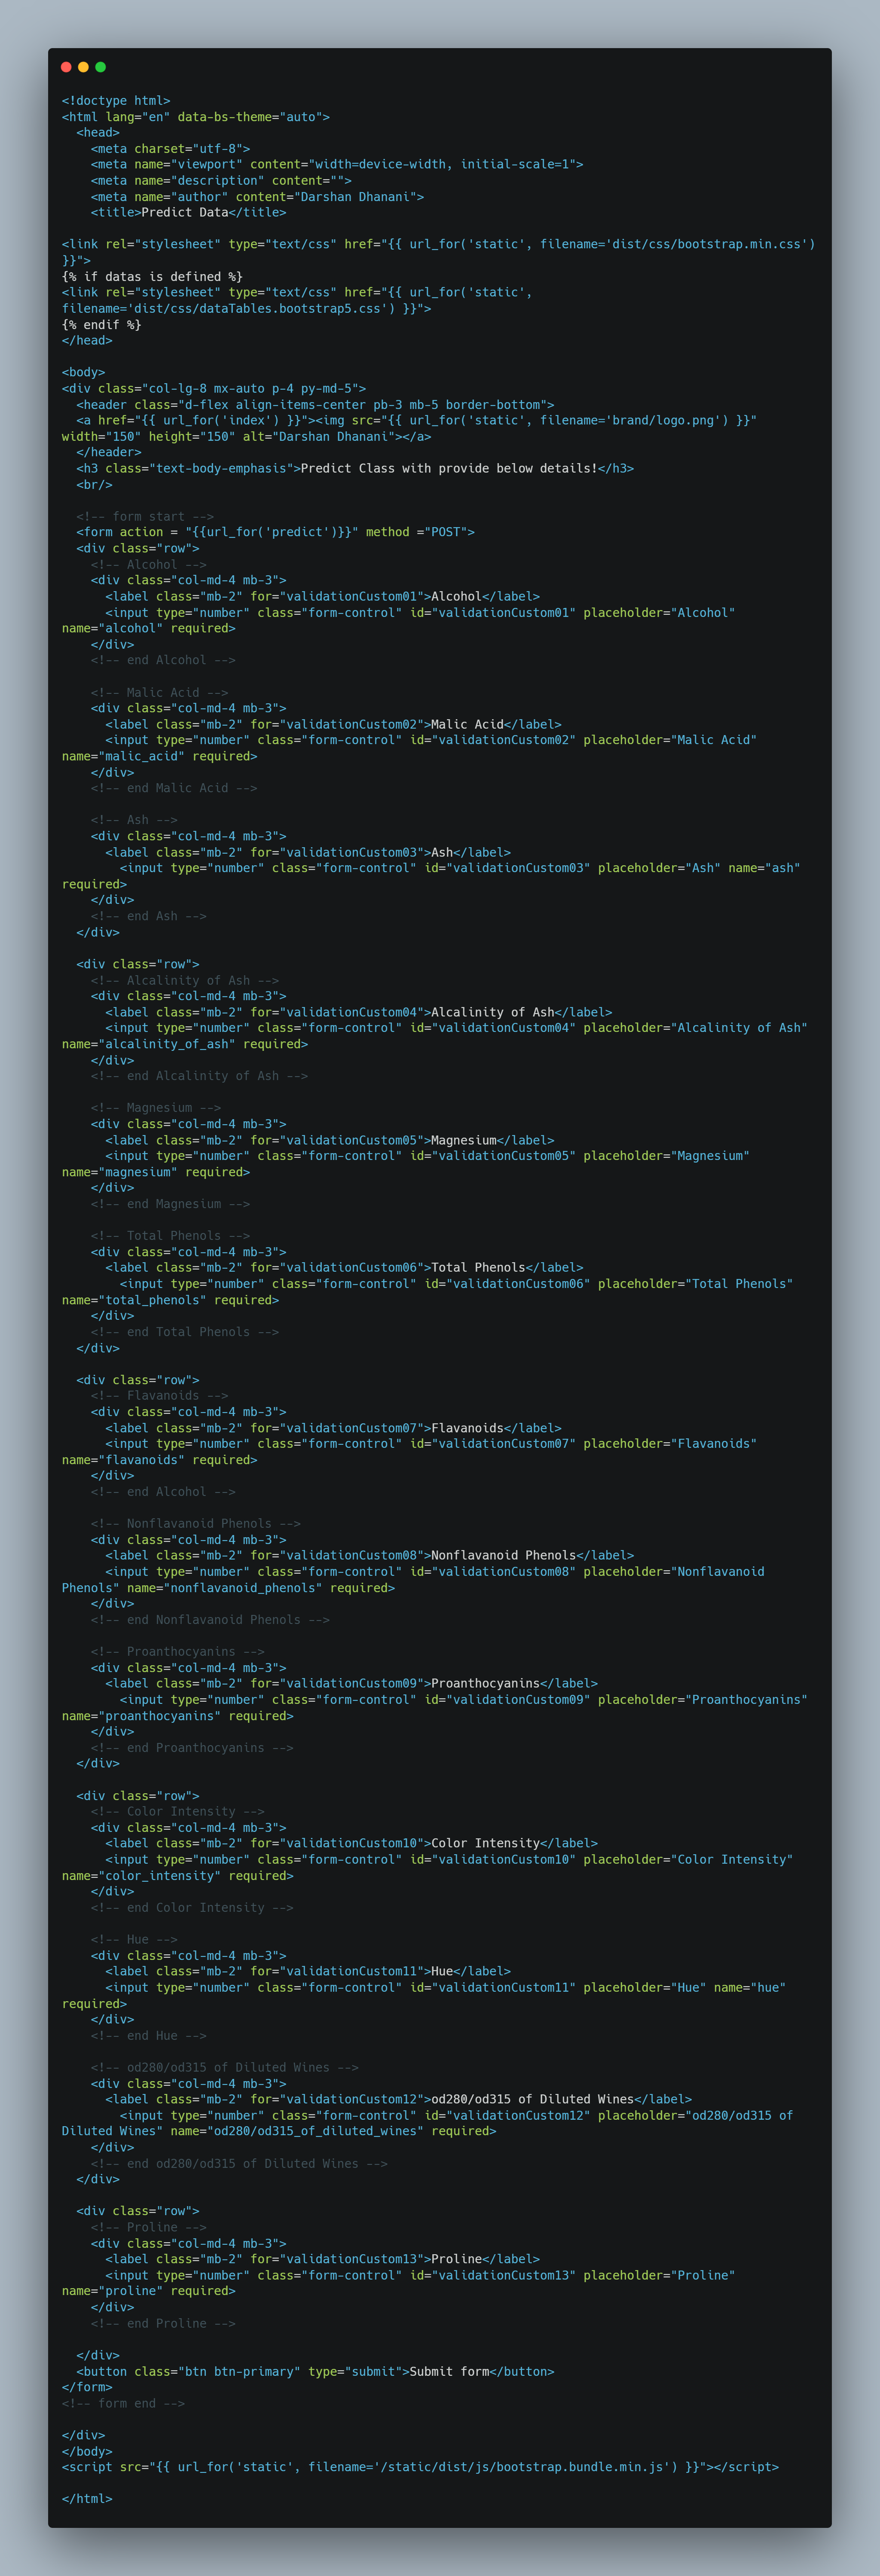 <!doctype html>
<html lang="en" data-bs-theme="auto">
  <head>
    <meta charset="utf-8">
    <meta name="viewport" content="width=device-width, initial-scale=1">
    <meta name="description" content="">
    <meta name="author" content="Darshan Dhanani">
    <title>Predict Data</title>

<link rel="stylesheet" type="text/css" href="{{ url_for('static', filename='dist/css/bootstrap.min.css')
}}">
{% if datas is defined %}
<link rel="stylesheet" type="text/css" href="{{ url_for('static',
filename='dist/css/dataTables.bootstrap5.css') }}">
{% endif %}
</head>

<body>
<div class="col-lg-8 mx-auto p-4 py-md-5">
  <header class="d-flex align-items-center pb-3 mb-5 border-bottom">
  <a href="{{ url_for('index') }}"><img src="{{ url_for('static', filename='brand/logo.png') }}"
width="150" height="150" alt="Darshan Dhanani"></a>
  </header>
  <h3 class="text-body-emphasis">Predict Class with provide below details!</h3>
  <br/>

  <!-- form start -->
  <form action = "{{url_for('predict')}}" method ="POST">
  <div class="row">
    <!-- Alcohol -->
    <div class="col-md-4 mb-3">
      <label class="mb-2" for="validationCustom01">Alcohol</label>
      <input type="number" class="form-control" id="validationCustom01" placeholder="Alcohol"
name="alcohol" required>
    </div>
    <!-- end Alcohol -->

    <!-- Malic Acid -->
    <div class="col-md-4 mb-3">
      <label class="mb-2" for="validationCustom02">Malic Acid</label>
      <input type="number" class="form-control" id="validationCustom02" placeholder="Malic Acid"
name="malic_acid" required>
    </div>
    <!-- end Malic Acid -->

    <!-- Ash -->
    <div class="col-md-4 mb-3">
      <label class="mb-2" for="validationCustom03">Ash</label>
        <input type="number" class="form-control" id="validationCustom03" placeholder="Ash" name="ash"
required>
    </div>
    <!-- end Ash -->
  </div>

  <div class="row">
    <!-- Alcalinity of Ash -->
    <div class="col-md-4 mb-3">
      <label class="mb-2" for="validationCustom04">Alcalinity of Ash</label>
      <input type="number" class="form-control" id="validationCustom04" placeholder="Alcalinity of Ash"
name="alcalinity_of_ash" required>
    </div>
    <!-- end Alcalinity of Ash -->

    <!-- Magnesium -->
    <div class="col-md-4 mb-3">
      <label class="mb-2" for="validationCustom05">Magnesium</label>
      <input type="number" class="form-control" id="validationCustom05" placeholder="Magnesium"
name="magnesium" required>
    </div>
    <!-- end Magnesium -->

    <!-- Total Phenols -->
    <div class="col-md-4 mb-3">
      <label class="mb-2" for="validationCustom06">Total Phenols</label>
        <input type="number" class="form-control" id="validationCustom06" placeholder="Total Phenols"
name="total_phenols" required>
    </div>
    <!-- end Total Phenols -->
  </div>

  <div class="row">
    <!-- Flavanoids -->
    <div class="col-md-4 mb-3">
      <label class="mb-2" for="validationCustom07">Flavanoids</label>
      <input type="number" class="form-control" id="validationCustom07" placeholder="Flavanoids"
name="flavanoids" required>
    </div>
    <!-- end Alcohol -->

    <!-- Nonflavanoid Phenols -->
    <div class="col-md-4 mb-3">
      <label class="mb-2" for="validationCustom08">Nonflavanoid Phenols</label>
      <input type="number" class="form-control" id="validationCustom08" placeholder="Nonflavanoid
Phenols" name="nonflavanoid_phenols" required>
    </div>
    <!-- end Nonflavanoid Phenols -->

    <!-- Proanthocyanins -->
    <div class="col-md-4 mb-3">
      <label class="mb-2" for="validationCustom09">Proanthocyanins</label>
        <input type="number" class="form-control" id="validationCustom09" placeholder="Proanthocyanins"
name="proanthocyanins" required>
    </div>
    <!-- end Proanthocyanins -->
  </div>

  <div class="row">
    <!-- Color Intensity -->
    <div class="col-md-4 mb-3">
      <label class="mb-2" for="validationCustom10">Color Intensity</label>
      <input type="number" class="form-control" id="validationCustom10" placeholder="Color Intensity"
name="color_intensity" required>
    </div>
    <!-- end Color Intensity -->

    <!-- Hue -->
    <div class="col-md-4 mb-3">
      <label class="mb-2" for="validationCustom11">Hue</label>
      <input type="number" class="form-control" id="validationCustom11" placeholder="Hue" name="hue"
required>
    </div>
    <!-- end Hue -->

    <!-- od280/od315 of Diluted Wines -->
    <div class="col-md-4 mb-3">
      <label class="mb-2" for="validationCustom12">od280/od315 of Diluted Wines</label>
        <input type="number" class="form-control" id="validationCustom12" placeholder="od280/od315 of
Diluted Wines" name="od280/od315_of_diluted_wines" required>
    </div>
    <!-- end od280/od315 of Diluted Wines -->
  </div>

  <div class="row">
    <!-- Proline -->
    <div class="col-md-4 mb-3">
      <label class="mb-2" for="validationCustom13">Proline</label>
      <input type="number" class="form-control" id="validationCustom13" placeholder="Proline"
name="proline" required>
    </div>
    <!-- end Proline -->

  </div>
  <button class="btn btn-primary" type="submit">Submit form</button>
</form>
<!-- form end -->

</div>
</body>
<script src="{{ url_for('static', filename='/static/dist/js/bootstrap.bundle.min.js') }}"></script>

</html>